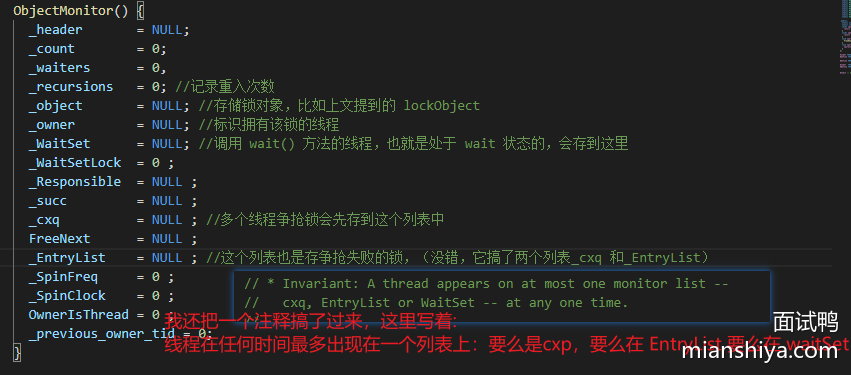 ObjectMonitor() {
_header = NULL;
_count = 0;
_waiters = 0,
_recursions = 0; //记录重入次数
_object = NULL; //存储锁对象，比如上文提到的 lockObject
_owner = NULL; //标识拥有该锁的线程
_WaitSet = NULL; //调用 wait() 方法的线程，也就是处于 wait 状态的，会存到这里
_WaitSetLock = 0 ;
_Responsible = NULL ;
_succ = NULL ;
_cxq = NULL ; //多个线程争抢锁会先存到这个列表中
FreeNext = NULL ;
_EntryList = NULL ; //这个列表也是存争抢失败的锁，（没错，它搞了两个列表_cxq 和_EntryList）
_SpinFreq = 0 ;
_SpinClock = 0 ;
OwnerIsThread = 0 ;
_previous_owner_tid = 0;
}
// * Invariant: A thread appears on at most one monitor list --
// cxq, EntryList or WaitSet -- at any one time.
我还把一个注释搞了过来，这里写着:
线程在任何时间最多出现在一个列表上：要么是cxp，要么在 EntryList 要么在 waitSet
面试鸭
mianshiya.com